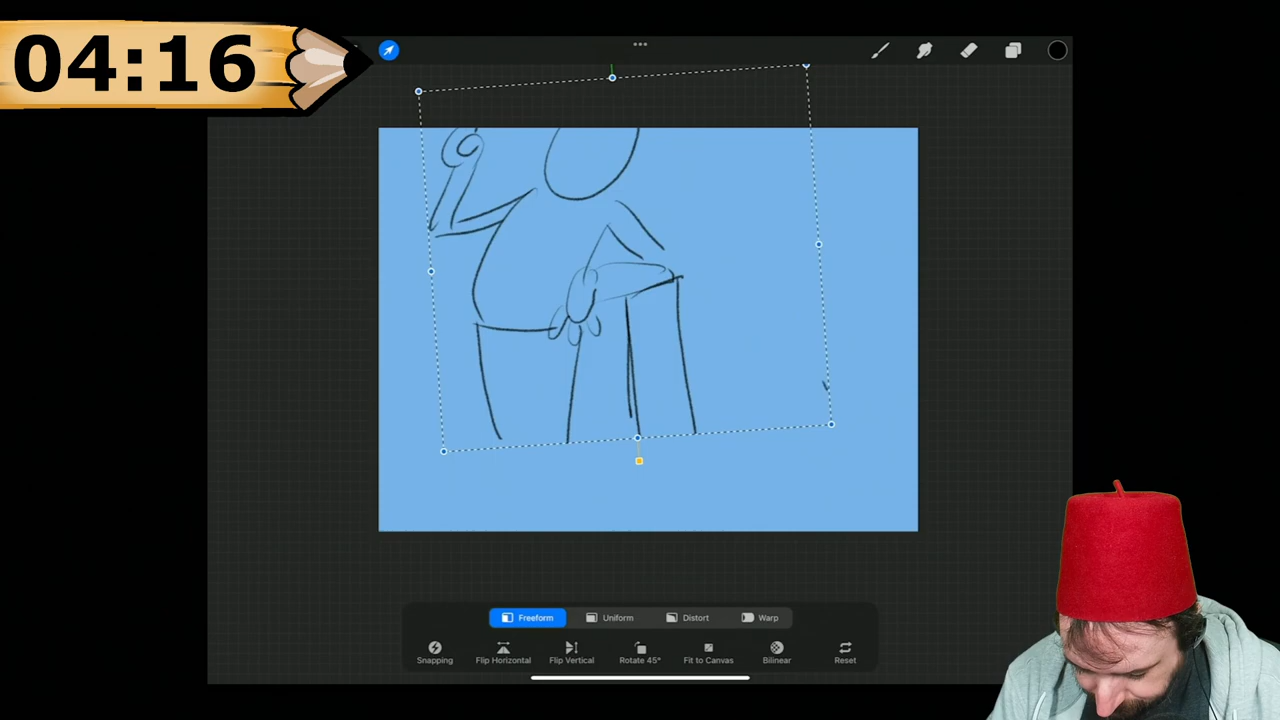 04:16
Freeform Uniform Distort Warp
Snapping Flip Horizontal Flip Vertical Rotate 45° Fit to Canvas Bilinear Reset